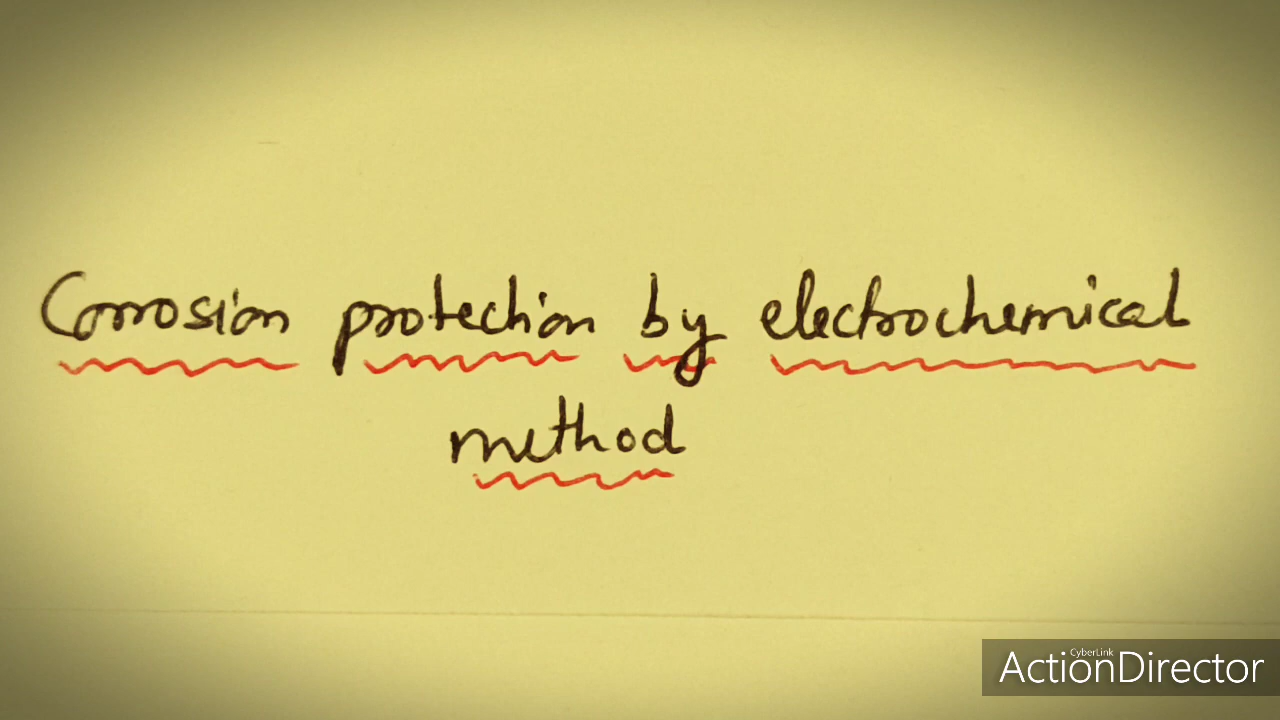 Corrosion protection by electrochemical
method
CyberLink
ActionDirector